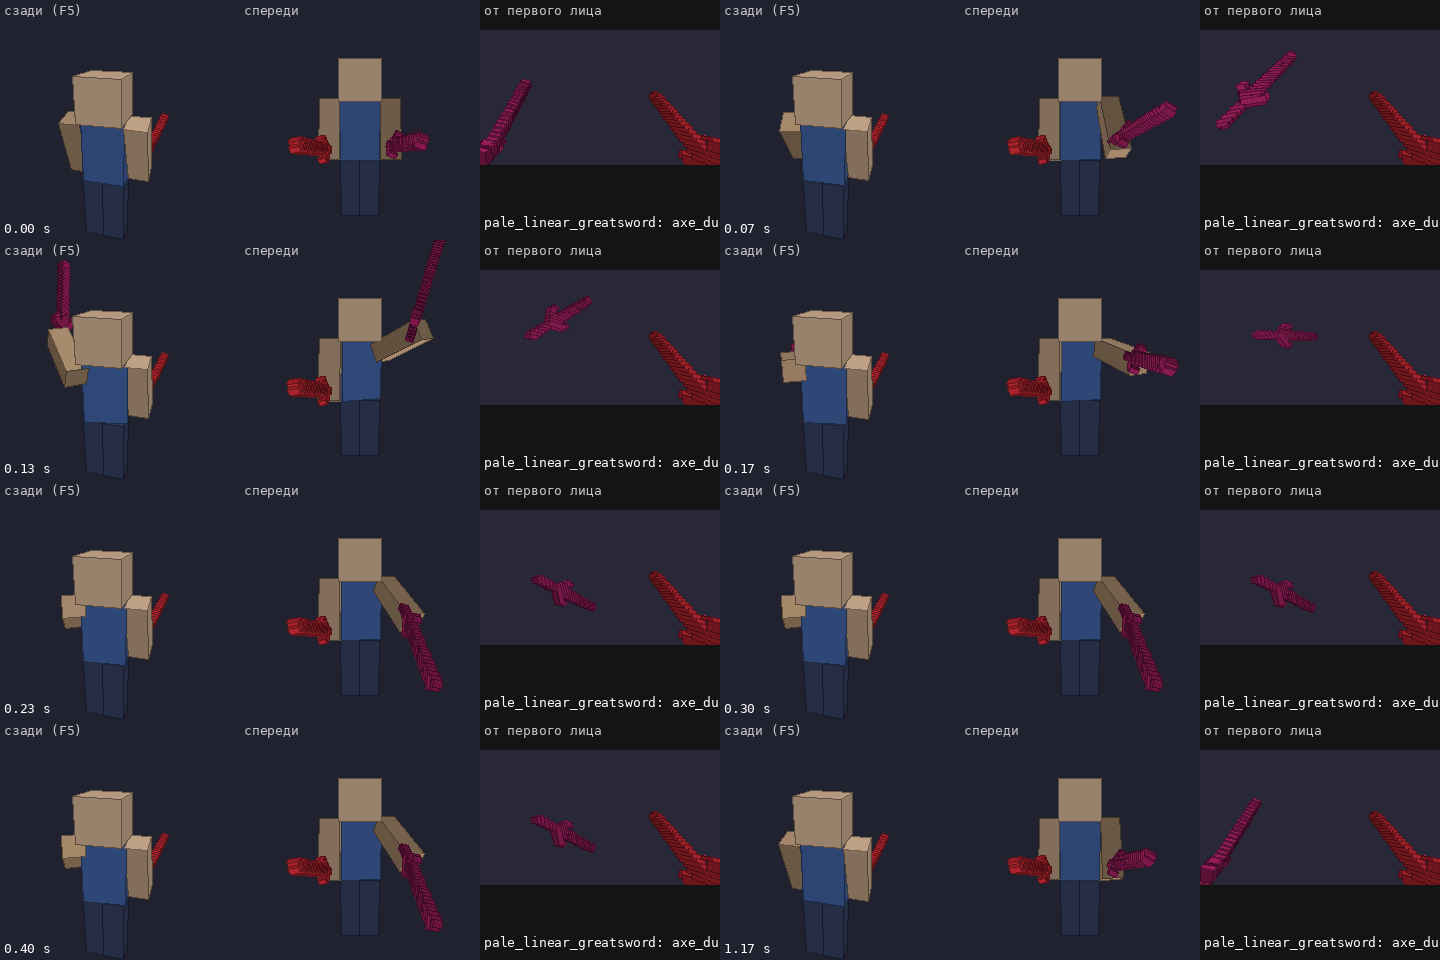 сзади (F5)
спереди
от первого лица
0.00 s
pale_linear_greatsword: axe_du
сзади (F5)
спереди
от первого лица
0.07 s
pale_linear_greatsword: axe_du
сзади (F5)
спереди
от первого лица
0.13 s
pale_linear_greatsword: axe_du
сзади (F5)
спереди
от первого лица
0.17 s
pale_linear_greatsword: axe_du
сзади (F5)
спереди
от первого лица
0.23 s
pale_linear_greatsword: axe_du
сзади (F5)
спереди
от первого лица
0.30 s
pale_linear_greatsword: axe_du
сзади (F5)
спереди
от первого лица
0.40 s
pale_linear_greatsword: axe_du
сзади (F5)
спереди
от первого лица
1.17 s
pale_linear_greatsword: axe_du